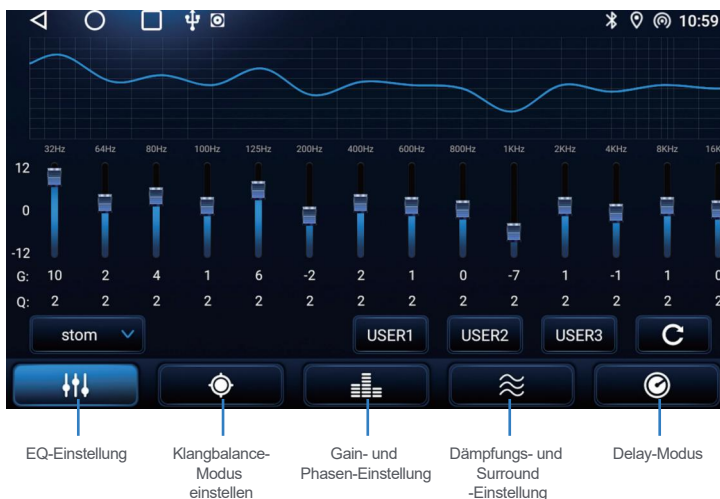 10:59
32Hz 64Hz 80Hz 100Hz 125Hz 200Hz 400Hz 600Hz 800Hz 1KHz 2KHz 4KHz 8KHz 16K
12
0
-12
G: 10 2 4 1 6 -2 2 1 0 -7 1 -1 1 0
Q: 2 2 2 2 2 2 2 2 2 2 2 2 2 2
stom USER1 USER2 USER3
EQ-Einstellung
Klangbalance-
Modus
einstellen
Gain- und
Phasen-Einstellung
Dämpfungs- und
Surround
-Einstellung
Delay-Modus